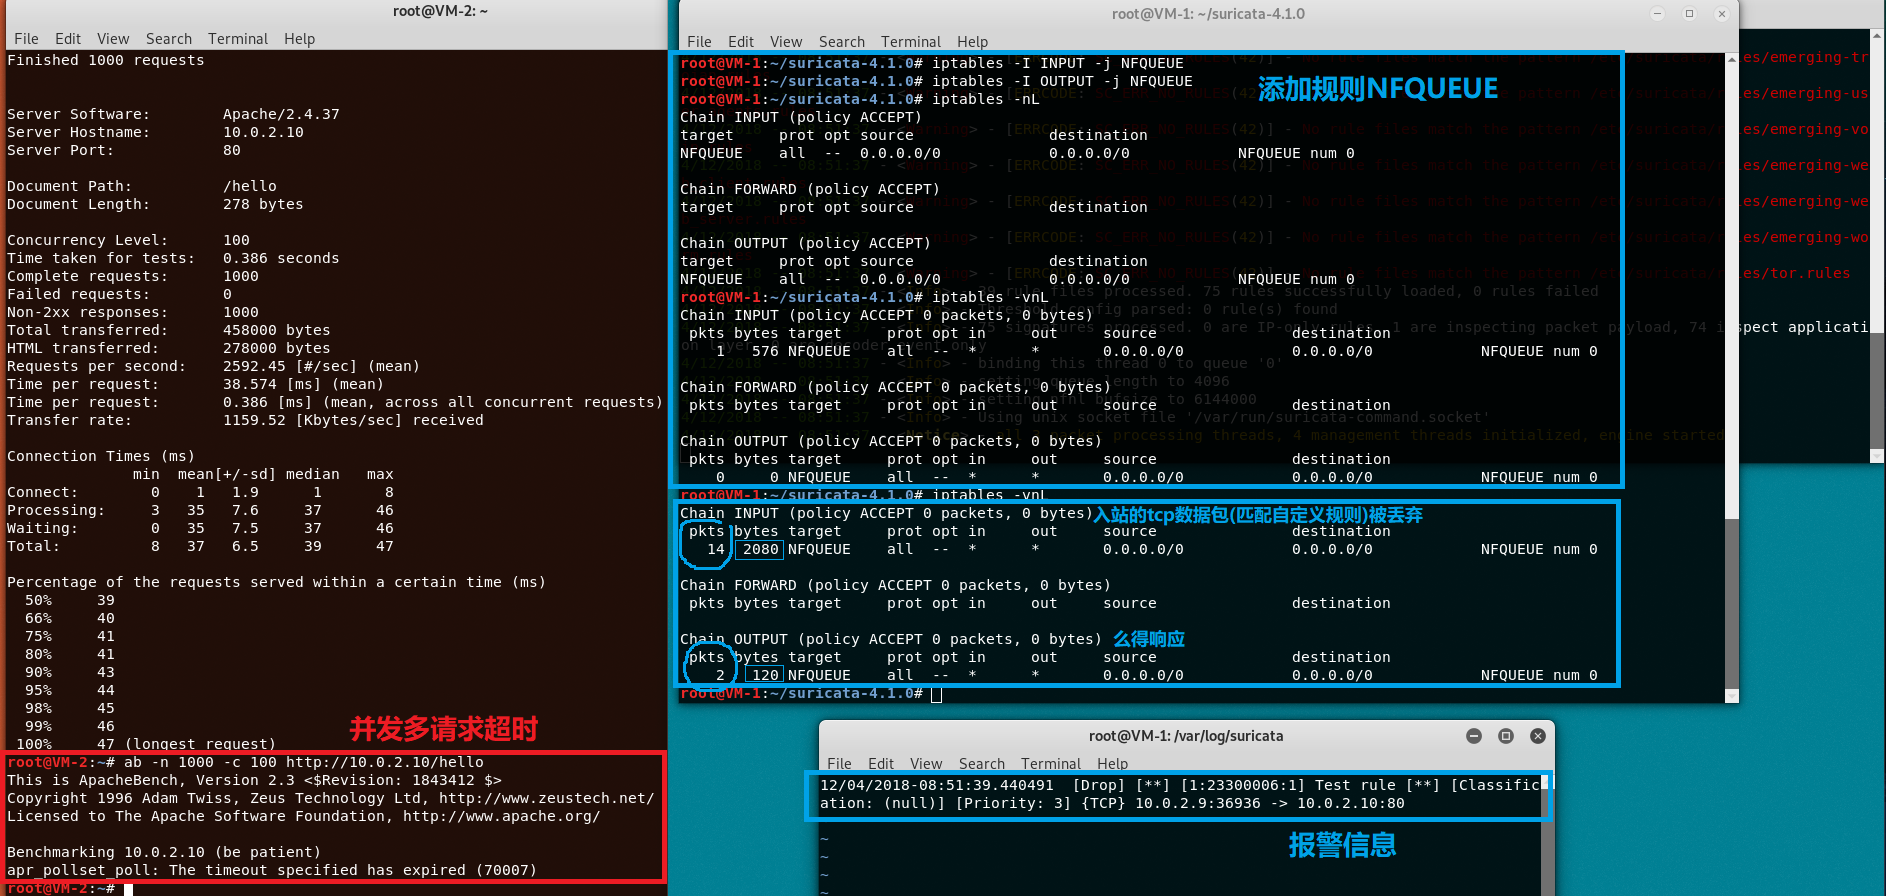 root@VM-2: ~
File Edit View Search Terminal Help
Finished 1000 requests
Server Software: Apache/2.4.37
Server Hostname: 10.0.2.10
Server Port: 80
Document Path: /hello
Document Length: 278 bytes
Concurrency Level: 100
Time taken for tests: 0.386 seconds
Complete requests: 1000
Failed requests: 0
Non-2xx responses: 1000
Total transferred: 458000 bytes
HTML transferred: 278000 bytes
Requests per second: 2592.45 [#/sec] (mean)
Time per request: 38.574 [ms] (mean)
Time per request: 0.386 [ms] (mean, across all concurrent requests)
Transfer rate: 1159.52 [Kbytes/sec] received
Connection Times (ms)
min mean[+/-sd] median max
Connect: 0 1 1.9 1 8
Processing: 3 35 7.6 37 46
Waiting: 0 35 7.5 37 46
Total: 8 37 6.5 39 47
Percentage of the requests served within a certain time (ms)
50% 39
66% 40
75% 41
80% 41
90% 43
95% 44
98% 45
99% 46
100% 47 (longest request)
并发多请求超时
root@VM-2:~# ab -n 1000 -c 100 http://10.0.2.10/hello
This is ApacheBench, Version 2.3 <$Revision: 1843412 $>
Copyright 1996 Adam Twiss, Zeus Technology Ltd, http://www.zeustech.net/
Licensed to The Apache Software Foundation, http://www.apache.org/
Benchmarking 10.0.2.10 (be patient)
apr_pollset_poll: The timeout specified has expired (70007)
root@VM-2:~#
root@VM-1: ~/suricata-4.1.0
File Edit View Search Terminal Help
root@VM-1:~/suricata-4.1.0# iptables -I INPUT -j NFQUEUE
root@VM-1:~/suricata-4.1.0# iptables -I OUTPUT -j NFQUEUE
添加规则NFQUEUE
root@VM-1:~/suricata-4.1.0# iptables -nL
Chain INPUT (policy ACCEPT)
target prot opt source destination
NFQUEUE all -- 0.0.0.0/0 0.0.0.0/0 NFQUEUE num 0
Chain FORWARD (policy ACCEPT)
target prot opt source destination
Chain OUTPUT (policy ACCEPT)
target prot opt source destination
NFQUEUE all -- 0.0.0.0/0 0.0.0.0/0 NFQUEUE num 0
root@VM-1:~/suricata-4.1.0# iptables -vnL
Chain INPUT (policy ACCEPT 0 packets, 0 bytes)
pkts bytes target prot opt in out source destination
1 576 NFQUEUE all -- * * 0.0.0.0/0 0.0.0.0/0 NFQUEUE num 0
Chain FORWARD (policy ACCEPT 0 packets, 0 bytes)
pkts bytes target prot opt in out source destination
Chain OUTPUT (policy ACCEPT 0 packets, 0 bytes)
pkts bytes target prot opt in out source destination
0 0 NFQUEUE all -- * * 0.0.0.0/0 0.0.0.0/0 NFQUEUE num 0
root@VM-1:~/suricata-4.1.0# iptables -vnL
Chain INPUT (policy ACCEPT 0 packets, 0 bytes)入站的tcp数据包(匹配自定义规则)被丢弃
pkts bytes target prot opt in out source destination
14 2080 NFQUEUE all -- * * 0.0.0.0/0 0.0.0.0/0 NFQUEUE num 0
Chain FORWARD (policy ACCEPT 0 packets, 0 bytes)
pkts bytes target prot opt in out source destination
Chain OUTPUT (policy ACCEPT 0 packets, 0 bytes) 么得响应
pkts bytes target prot opt in out source destination
2 120 NFQUEUE all -- * * 0.0.0.0/0 0.0.0.0/0 NFQUEUE num 0
root@VM-1:~/suricata-4.1.0#
les/emerging-tr
les/emerging-us
les/emerging-vo
les/emerging-we
les/emerging-we
les/emerging-wo
les/tor.rules
spect applicati
root@VM-1: /var/log/suricata
File Edit View Search Terminal Help
12/04/2018-08:51:39.440491 [Drop] [**] [1:23300006:1] Test rule [**] [Classific
ation: (null)] [Priority: 3] {TCP} 10.0.2.9:36936 -> 10.0.2.10:80
~
~
~
~
报警信息